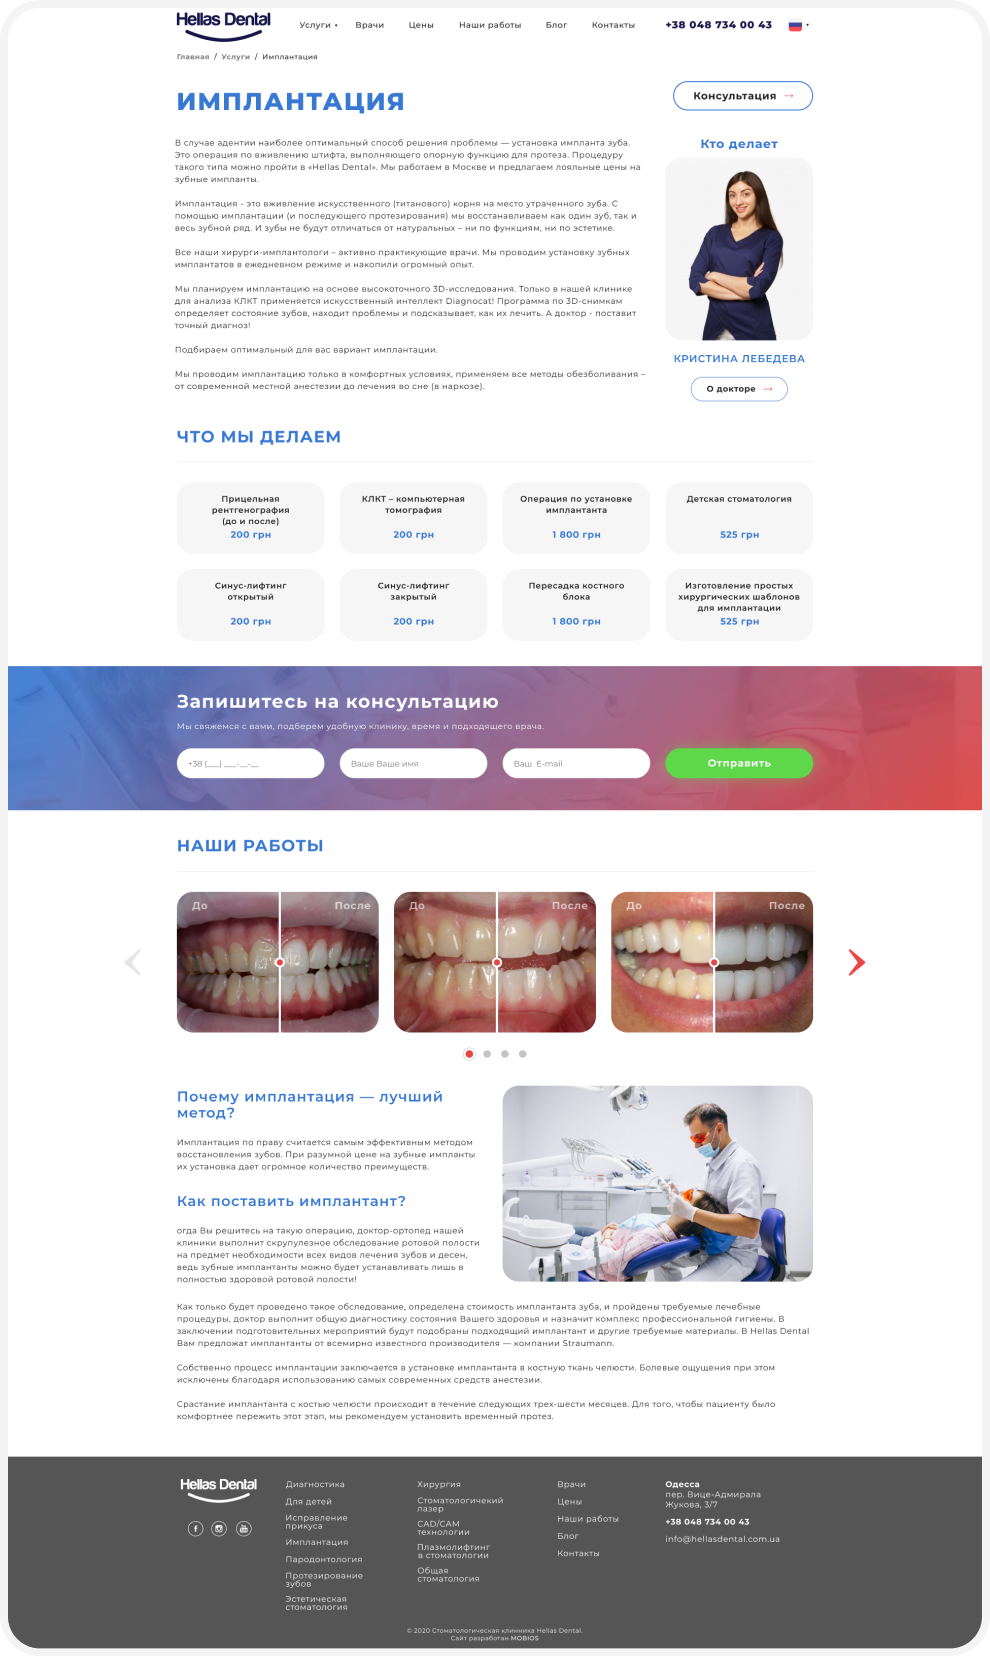 Hellas Dental
Услуги
Врачи
Цены
Наши работы
Блог
Контакты
+38 048 734 00 43
Главная / Услуги / Имплантация
ИМПЛАНТАЦИЯ
Консультация →
В случае адентии наиболее оптимальный способ решения проблемы — установка импланта зуба.
Это операция по вживлению штифта, выполняющего опорную функцию для протеза. Процедуру
такого типа можно пройти в «Hellas Dental». Мы работаем в Москве и предлагаем лояльные цены на
зубные импланты.
Имплантация - это вживление искусственного (титанового) корня на место утраченного зуба. С
помощью имплантации (и последующего протезирования) мы восстанавливаем как один зуб, так и
весь зубной ряд. И зубы не будут отличаться от натуральных – ни по функциям, ни по эстетике.
Все наши хирурги-имплантологи – активно практикующие врачи. Мы проводим установку зубных
имплантатов в ежедневном режиме и накопили огромный опыт.
Мы планируем имплантацию на основе высокоточного 3D-исследования. Только в нашей клинике
для анализа КЛКТ применяется искусственный интеллект Diagnocat! Программа по 3D-снимкам
определяет состояние зубов, находит проблемы и подсказывает, как их лечить. А доктор - поставит
точный диагноз!
Подбираем оптимальный для вас вариант имплантации.
Мы проводим имплантацию только в комфортных условиях, применяем все методы обезболивания –
от современной местной анестезии до лечения во сне (в наркозе).
Кто делает
КРИСТИНА ЛЕБЕДЕВА
О докторе →
ЧТО МЫ ДЕЛАЕМ
Прицельная
рентгенография
(до и после)
200 грн
КЛКТ – компьютерная
томография
200 грн
Операция по установке
имплантанта
1 800 грн
Детская стоматология
525 грн
Синус-лифтинг
открытый
200 грн
Синус-лифтинг
закрытый
200 грн
Пересадка костного
блока
1 800 грн
Изготовление простых
хирургических шаблонов
для имплантации
525 грн
Запишитесь на консультацию
Мы свяжемся с вами, подберем удобную клинику, время и подходящего врача.
+38 (___) ___-__-__
Ваше Ваше имя
Ваш E-mail
Отправить
НАШИ РАБОТЫ
До
После
До
После
До
После
Почему имплантация — лучший
метод?
Имплантация по праву считается самым эффективным методом
восстановления зубов. При разумной цене на зубные импланты
их установка дает огромное количество преимуществ.
Как поставить имплантант?
огда Вы решитесь на такую операцию, доктор-ортопед нашей
клиники выполнит скрупулезное обследование ротовой полости
на предмет необходимости всех видов лечения зубов и десен,
ведь зубные имплантанты можно будет устанавливать лишь в
полностью здоровой ротовой полости!
Как только будет проведено такое обследование, определена стоимость имплантанта зуба, и пройдены требуемые лечебные
процедуры, доктор выполнит общую диагностику состояния Вашего здоровья и назначит комплекс профессиональной гигиены. В
заключении подготовительных мероприятий будут подобраны подходящий имплантант и другие требуемые материалы. В Hellas Dental
Вам предложат имплантанты от всемирно известного производителя — компании Straumann.
Собственно процесс имплантации заключается в установке имплантанта в костную ткань челюсти. Болевые ощущения при этом
исключены благодаря использованию самых современных средств анестезии.
Срастание имплантанта с костью челюсти происходит в течение следующих трех-шести месяцев. Для того, чтобы пациенту было
комфортнее пережить этот этап, мы рекомендуем установить временный протез.
Hellas Dental
Диагностика
Для детей
Исправление
прикуса
Имплантация
Пародонтология
Протезирование
зубов
Эстетическая
стоматология
Хирургия
Стоматологичекий
лазер
CAD/CAM
технологии
Плазмолифтинг
в стоматологии
Общая
стоматология
Врачи
Цены
Наши работы
Блог
Контакты
Одесса
пер. Вице-Адмирала
Жукова, 3/7
+38 048 734 00 43
info@hellasdental.com.ua
© 2020 Стоматологическая клинника Hellas Dental.
Сайт разработан MOBIOS